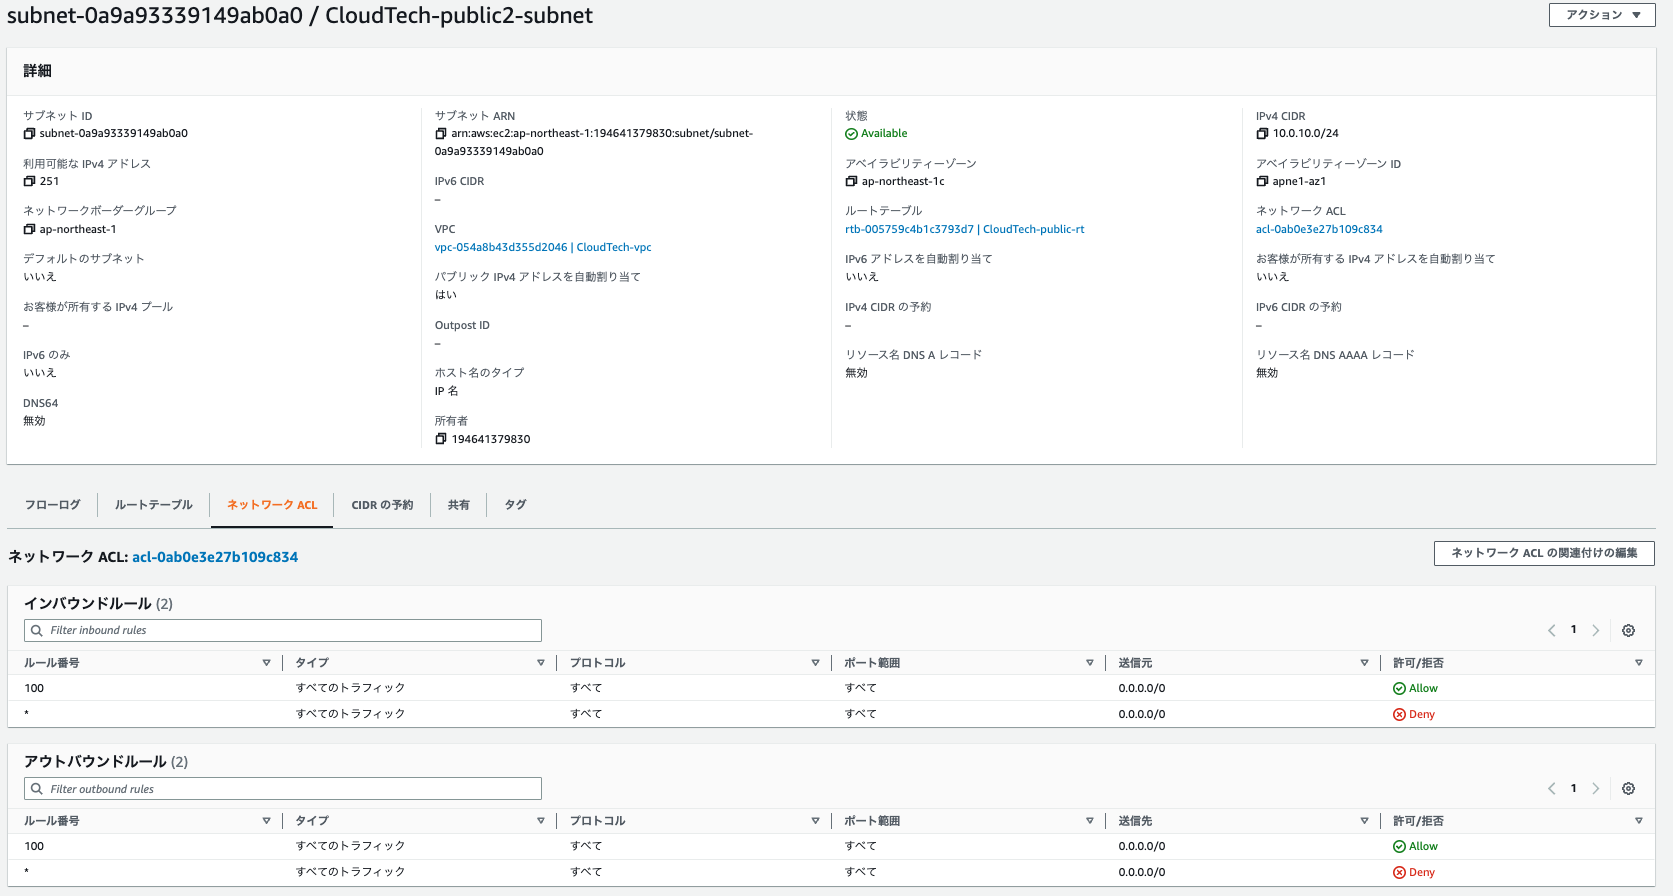 subnet-0a9a93339149ab0a0 / CloudTech-public2-subnet
アクション
詳細
サブネット ID
subnet-0a9a93339149ab0a0
利用可能な IPv4 アドレス
251
ネットワークボーダーグループ
ap-northeast-1
デフォルトのサブネット
いいえ
お客様が所有する IPv4 プール
–
IPv6 のみ
いいえ
DNS64
無効
サブネット ARN
arn:aws:ec2:ap-northeast-1:194641379830:subnet/subnet-
0a9a93339149ab0a0
IPv6 CIDR
–
VPC
vpc-054a8b43d355d2046 | CloudTech-vpc
パブリック IPv4 アドレスを自動割り当て
はい
Outpost ID
–
ホスト名のタイプ
IP 名
所有者
194641379830
状態
Available
アベイラビリティーゾーン
ap-northeast-1c
ルートテーブル
rtb-005759c4b1c3793d7 | CloudTech-public-rt
IPv6 アドレスを自動割り当て
いいえ
IPv4 CIDR の予約
–
リソース名 DNS A レコード
無効
IPv4 CIDR
10.0.10.0/24
アベイラビリティーゾーン ID
apne1-az1
ネットワーク ACL
acl-0ab0e3e27b109c834
お客様が所有する IPv4 アドレスを自動割り当て
いいえ
IPv6 CIDR の予約
–
リソース名 DNS AAAA レコード
無効
フローログ ルートテーブル ネットワーク ACL CIDR の予約 共有 タグ
ネットワーク ACL: acl-0ab0e3e27b109c834
ネットワーク ACL の関連付けの編集
インバウンドルール (2)
Filter inbound rules
1
ルール番号 タイプ プロトコル ポート範囲 送信元 許可/拒否
100 すべてのトラフィック すべて すべて 0.0.0.0/0 Allow
* すべてのトラフィック すべて すべて 0.0.0.0/0 Deny
アウトバウンドルール (2)
Filter outbound rules
1
ルール番号 タイプ プロトコル ポート範囲 送信先 許可/拒否
100 すべてのトラフィック すべて すべて 0.0.0.0/0 Allow
* すべてのトラフィック すべて すべて 0.0.0.0/0 Deny